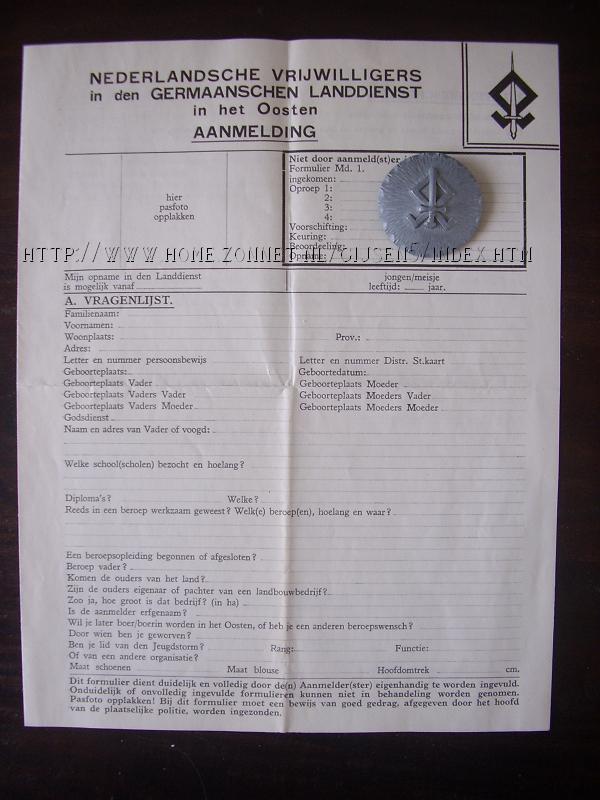 NEDERLANDSCHE VRIJWILLIGERS
in den GERMAANSCHEN LANDDIENST
in het Oosten
AANMELDING
hier
pasfoto
opplakken
Niet door aanmeld(st)er
Formulier Md. 1.
ingekomen:
Oproep 1:
2:
3:
4:
Voorschifting:
Keuring:
Beoordeeling:
Opname:
HTTP://WWW.HOME.ZONNET.NL/GIJSEN5/INDEX.HTM
Mijn opname in den Landdienst
is mogelijk vanaf
jongen/meisje
leeftijd: jaar.
A. VRAGENLIJST.
Familienaam:
Voornamen:
Woonplaats: Prov.:
Adres:
Letter en nummer persoonsbewijs Letter en nummer Distr. St.kaart
Geboorteplaats: Geboortedatum:
Geboorteplaats Vader Geboorteplaats Moeder
Geboorteplaats Vaders Vader Geboorteplaats Moeders Vader
Geboorteplaats Vaders Moeder Geboorteplaats Moeders Moeder
Godsdienst
Naam en adres van Vader of voogd:
Welke school(scholen) bezocht en hoelang?
Diploma's? Welke?
Reeds in een beroep werkzaam geweest? Welk(e) beroep(en), hoelang en waar?
Een beroepsopleiding begonnen of afgesloten?
Beroep vader?
Komen de ouders van het land?
Zijn de ouders eigenaar of pachter van een landbouwbedrijf?
Zoo ja, hoe groot is dat bedrijf? (in ha)
Is de aanmelder erfgenaam?
Wil je later boer/boerin worden in het Oosten, of heb je een anderen beroepswensch?
Door wien ben je geworven?
Ben je lid van den Jeugdstorm? Rang: Functie:
Of van een andere organisatie?
Maat schoenen Maat blouse Hoofdomtrek cm.
Dit formulier dient duidelijk en volledig door de(n) Aanmelder(ster) eigenhandig te worden ingevuld.
Onduidelijk of onvolledig ingevulde formulieren kunnen niet in behandeling worden genomen.
Pasfoto opplakken! Bij dit formulier moet een bewijs van goed gedrag, afgegeven door het hoofd
van de plaatselijke politie, worden ingezonden.